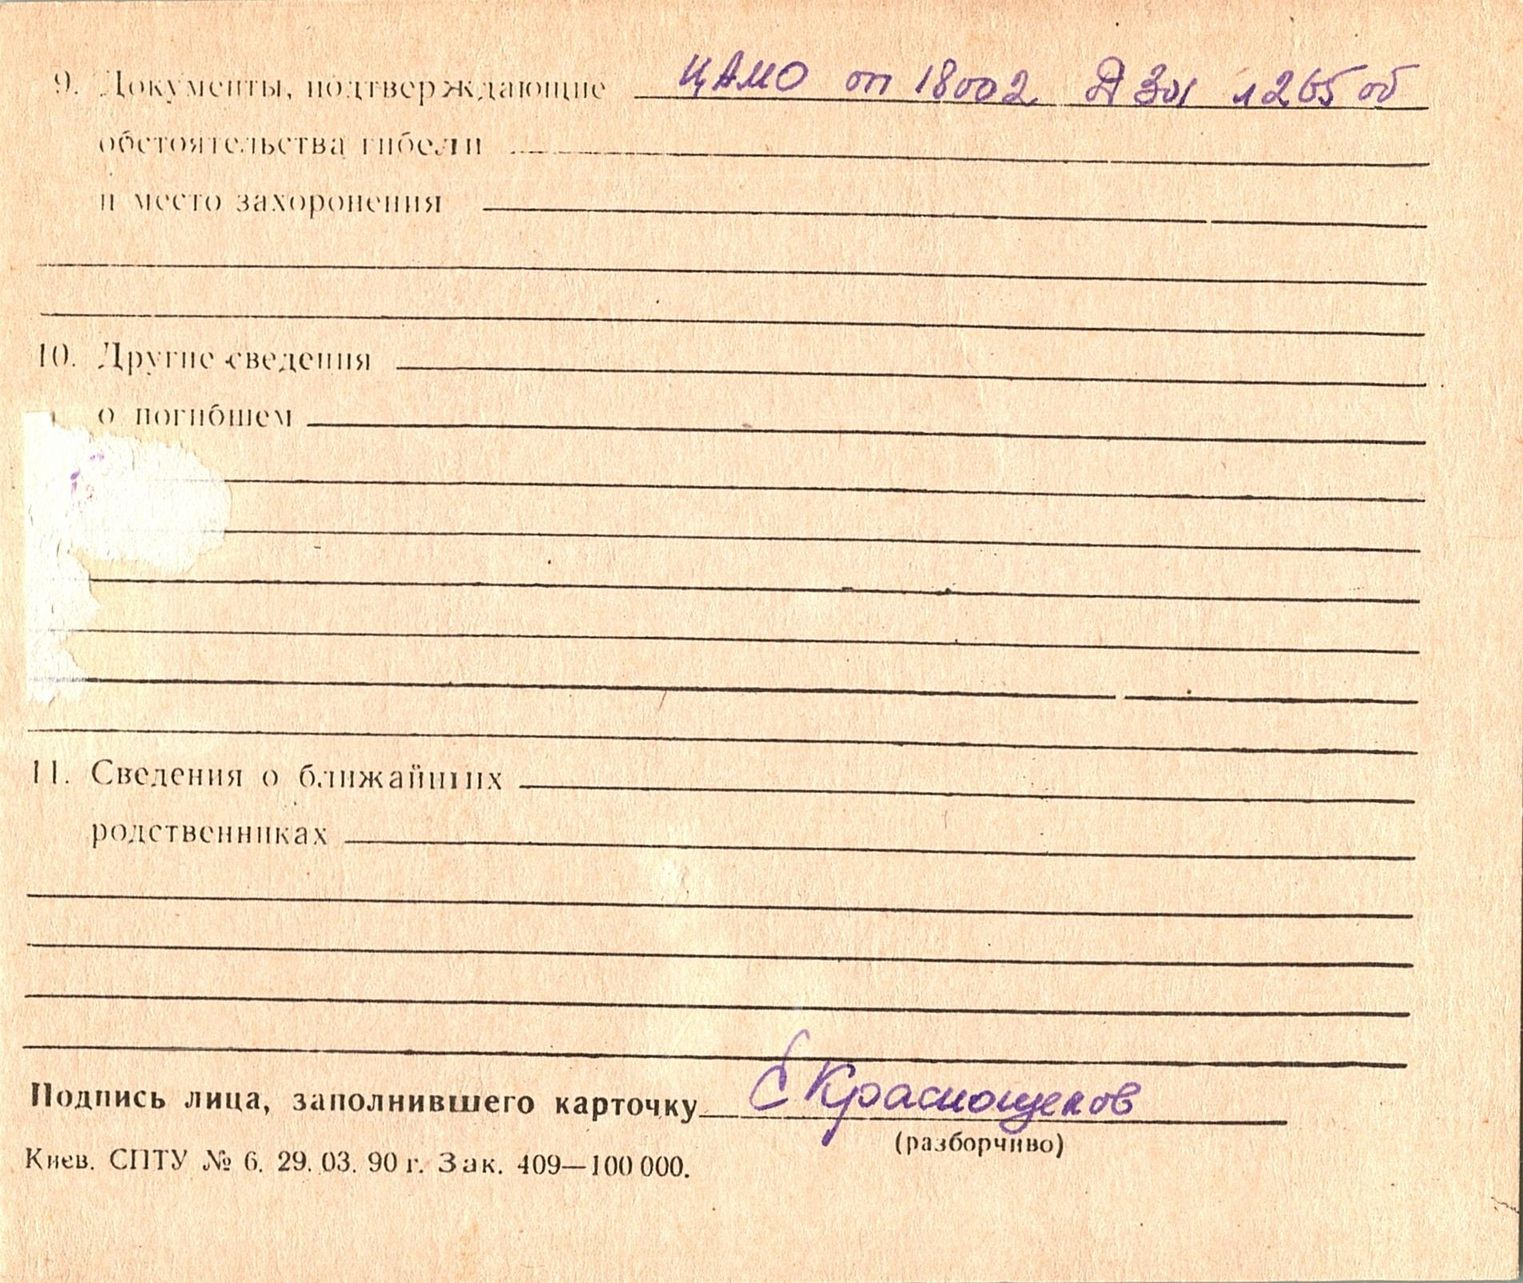 9. Документы, подтверждающие ЦАМО оп 18002 Д 301 л 265 об
обстоятельства гибели
и место захоронения
10. Другие сведения
о погибшем
11. Сведения о ближайших
родственниках
Подпись лица, заполнившего карточку С Краснощеков
(разборчиво)
Киев. СПТУ № 6. 29. 03. 90 г. Зак. 409—100 000.